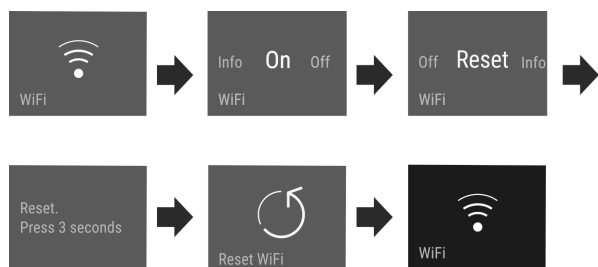 WiFi
Info On Off
WiFi
Off Reset Info
WiFi
Reset.
Press 3 seconds
Reset WiFi
WiFi